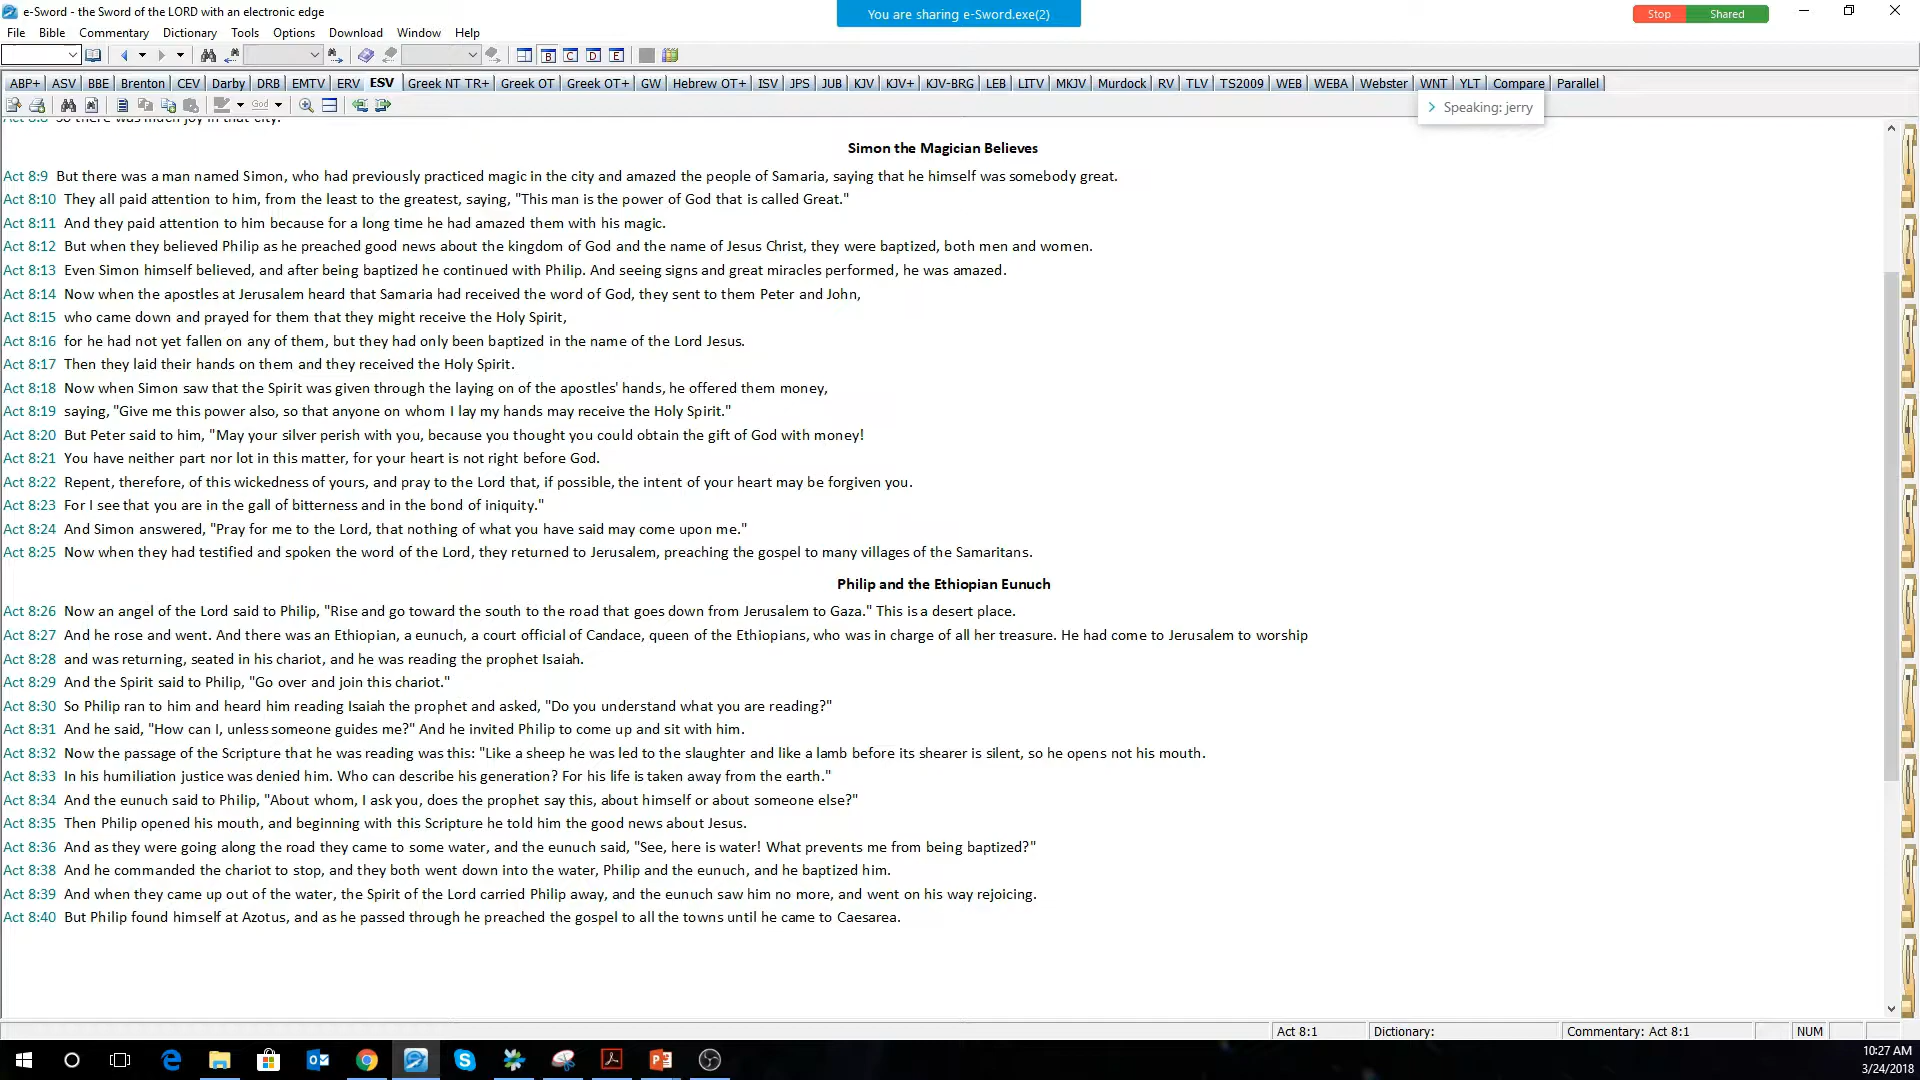 e-Sword - the Sword of the LORD with an electronic edge
You are sharing e-Sword.exe(2)
Stop Shared
File Bible Commentary Dictionary Tools Options Download Window Help
B C D E
ABP+ ASV BBE Brenton CEV Darby DRB EMTV ERV ESV Greek NT TR+ Greek OT Greek OT+ GW Hebrew OT+ ISV JPS JUB KJV KJV+ KJV-BRG LEB LITV MKJV Murdock RV TLV TS2009 WEB WEBA Webster WNT YLT Compare Parallel
God
Speaking: jerry
Act 8:8 So there was much joy in that city.
Simon the Magician Believes
Act 8:9 But there was a man named Simon, who had previously practiced magic in the city and amazed the people of Samaria, saying that he himself was somebody great.
Act 8:10 They all paid attention to him, from the least to the greatest, saying, "This man is the power of God that is called Great."
Act 8:11 And they paid attention to him because for a long time he had amazed them with his magic.
Act 8:12 But when they believed Philip as he preached good news about the kingdom of God and the name of Jesus Christ, they were baptized, both men and women.
Act 8:13 Even Simon himself believed, and after being baptized he continued with Philip. And seeing signs and great miracles performed, he was amazed.
Act 8:14 Now when the apostles at Jerusalem heard that Samaria had received the word of God, they sent to them Peter and John,
Act 8:15 who came down and prayed for them that they might receive the Holy Spirit,
Act 8:16 for he had not yet fallen on any of them, but they had only been baptized in the name of the Lord Jesus.
Act 8:17 Then they laid their hands on them and they received the Holy Spirit.
Act 8:18 Now when Simon saw that the Spirit was given through the laying on of the apostles' hands, he offered them money,
Act 8:19 saying, "Give me this power also, so that anyone on whom I lay my hands may receive the Holy Spirit."
Act 8:20 But Peter said to him, "May your silver perish with you, because you thought you could obtain the gift of God with money!
Act 8:21 You have neither part nor lot in this matter, for your heart is not right before God.
Act 8:22 Repent, therefore, of this wickedness of yours, and pray to the Lord that, if possible, the intent of your heart may be forgiven you.
Act 8:23 For I see that you are in the gall of bitterness and in the bond of iniquity."
Act 8:24 And Simon answered, "Pray for me to the Lord, that nothing of what you have said may come upon me."
Act 8:25 Now when they had testified and spoken the word of the Lord, they returned to Jerusalem, preaching the gospel to many villages of the Samaritans.
Philip and the Ethiopian Eunuch
Act 8:26 Now an angel of the Lord said to Philip, "Rise and go toward the south to the road that goes down from Jerusalem to Gaza." This is a desert place.
Act 8:27 And he rose and went. And there was an Ethiopian, a eunuch, a court official of Candace, queen of the Ethiopians, who was in charge of all her treasure. He had come to Jerusalem to worship
Act 8:28 and was returning, seated in his chariot, and he was reading the prophet Isaiah.
Act 8:29 And the Spirit said to Philip, "Go over and join this chariot."
Act 8:30 So Philip ran to him and heard him reading Isaiah the prophet and asked, "Do you understand what you are reading?"
Act 8:31 And he said, "How can I, unless someone guides me?" And he invited Philip to come up and sit with him.
Act 8:32 Now the passage of the Scripture that he was reading was this: "Like a sheep he was led to the slaughter and like a lamb before its shearer is silent, so he opens not his mouth.
Act 8:33 In his humiliation justice was denied him. Who can describe his generation? For his life is taken away from the earth."
Act 8:34 And the eunuch said to Philip, "About whom, I ask you, does the prophet say this, about himself or about someone else?"
Act 8:35 Then Philip opened his mouth, and beginning with this Scripture he told him the good news about Jesus.
Act 8:36 And as they were going along the road they came to some water, and the eunuch said, "See, here is water! What prevents me from being baptized?"
Act 8:38 And he commanded the chariot to stop, and they both went down into the water, Philip and the eunuch, and he baptized him.
Act 8:39 And when they came up out of the water, the Spirit of the Lord carried Philip away, and the eunuch saw him no more, and went on his way rejoicing.
Act 8:40 But Philip found himself at Azotus, and as he passed through he preached the gospel to all the towns until he came to Caesarea.
Act 8:1 Dictionary: Commentary: Act 8:1 NUM
10:27 AM
3/24/2018